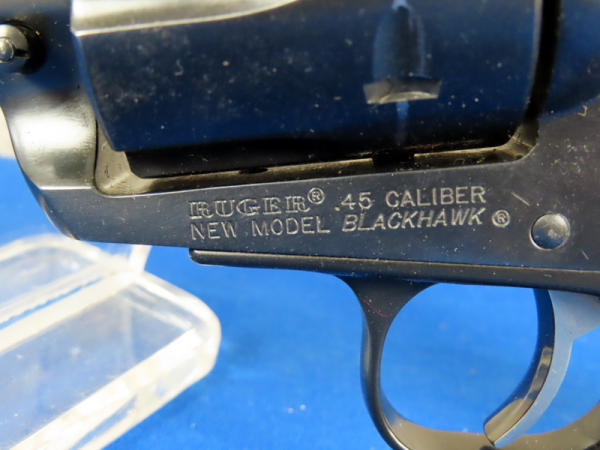 RUGER® .45 CALIBER
NEW MODEL BLACKHAWK®